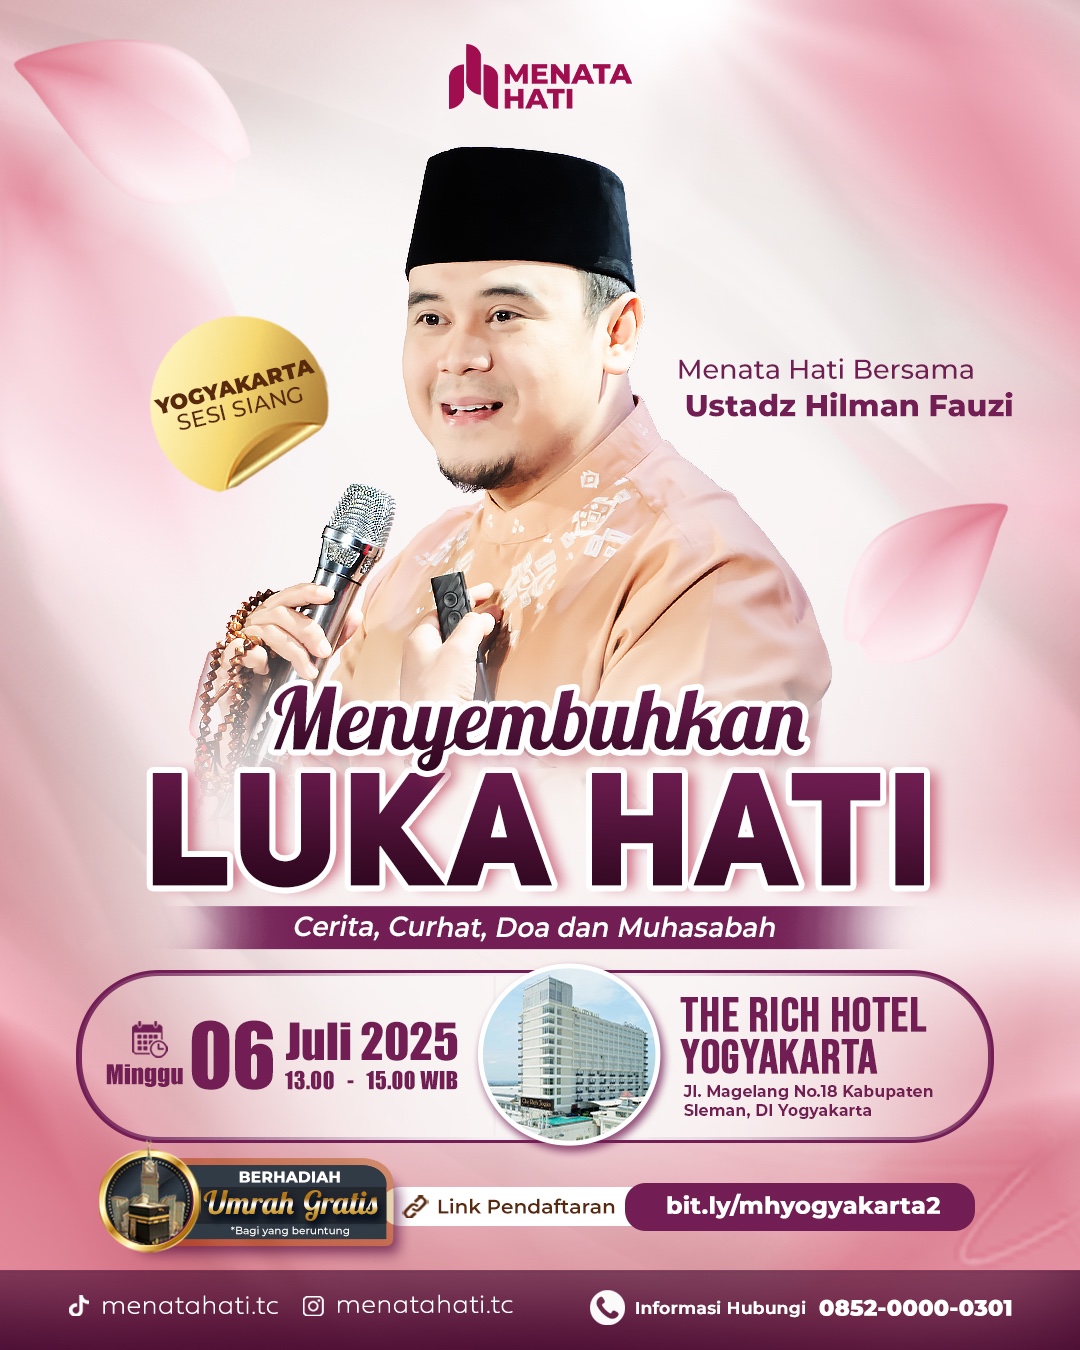 MENATA
HATI
YOGYAKARTA
SESI SIANG
Menata Hati Bersama
Ustadz Hilman Fauzi
Menyembuhkan
LUKA HATI
Cerita, Curhat, Doa dan Muhasabah
Minggu
06
Juli 2025
13.00 - 15.00 WIB
The Rich Jogja
THE RICH HOTEL
YOGYAKARTA
Jl. Magelang No.18 Kabupaten
Sleman, DI Yogyakarta
BERHADIAH
Umrah Gratis
*Bagi yang beruntung
Link Pendaftaran
bit.ly/mhyogyakarta2
menatahati.tc
menatahati.tc
Informasi Hubungi
0852-0000-0301